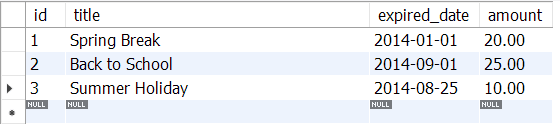 id title expired_date amount
1 Spring Break 2014-01-01 20.00
2 Back to School 2014-09-01 25.00
3 Summer Holiday 2014-08-25 10.00
NULL NULL NULL NULL